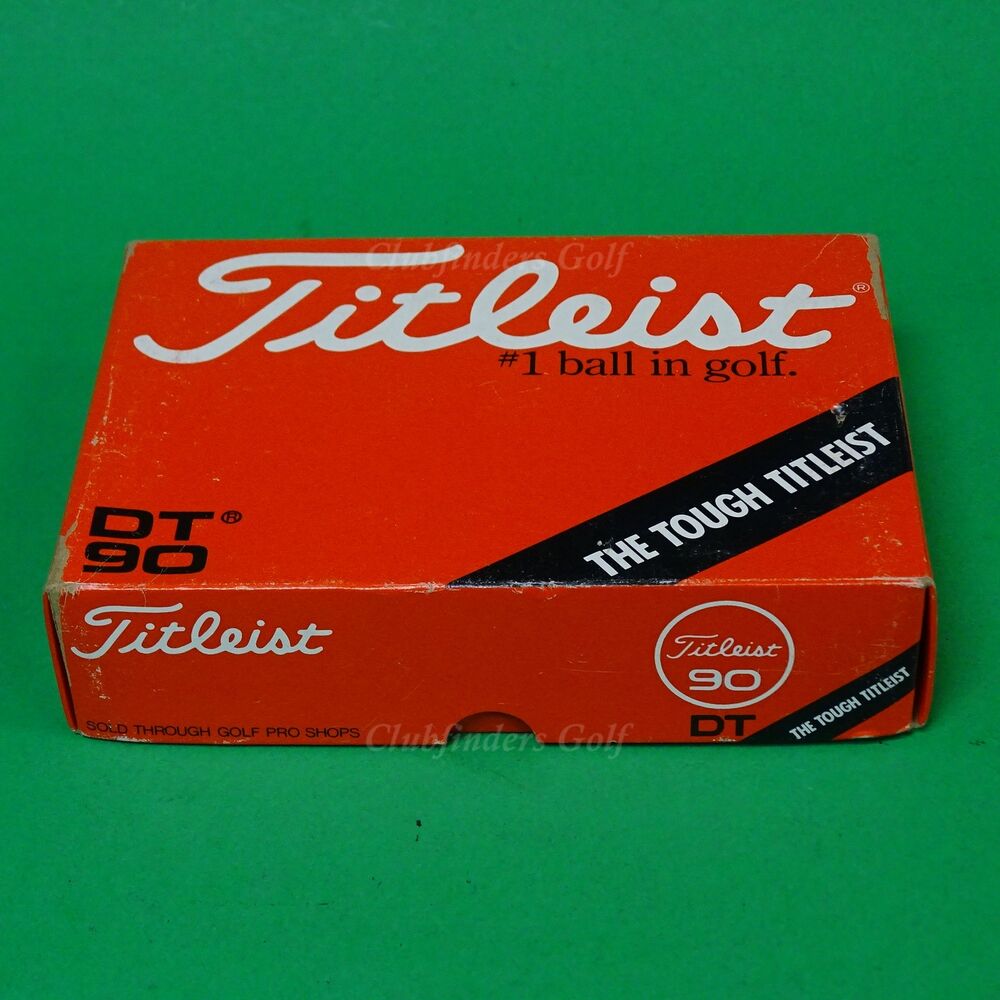 Clubfinders Golf
Titleist®
#1 ball in golf.
THE TOUGH TITLEIST
DT®
90
Titleist
Titleist
90
DT
THE TOUGH TITLEIST
SOLD THROUGH GOLF PRO SHOPS
Clubfinders Golf